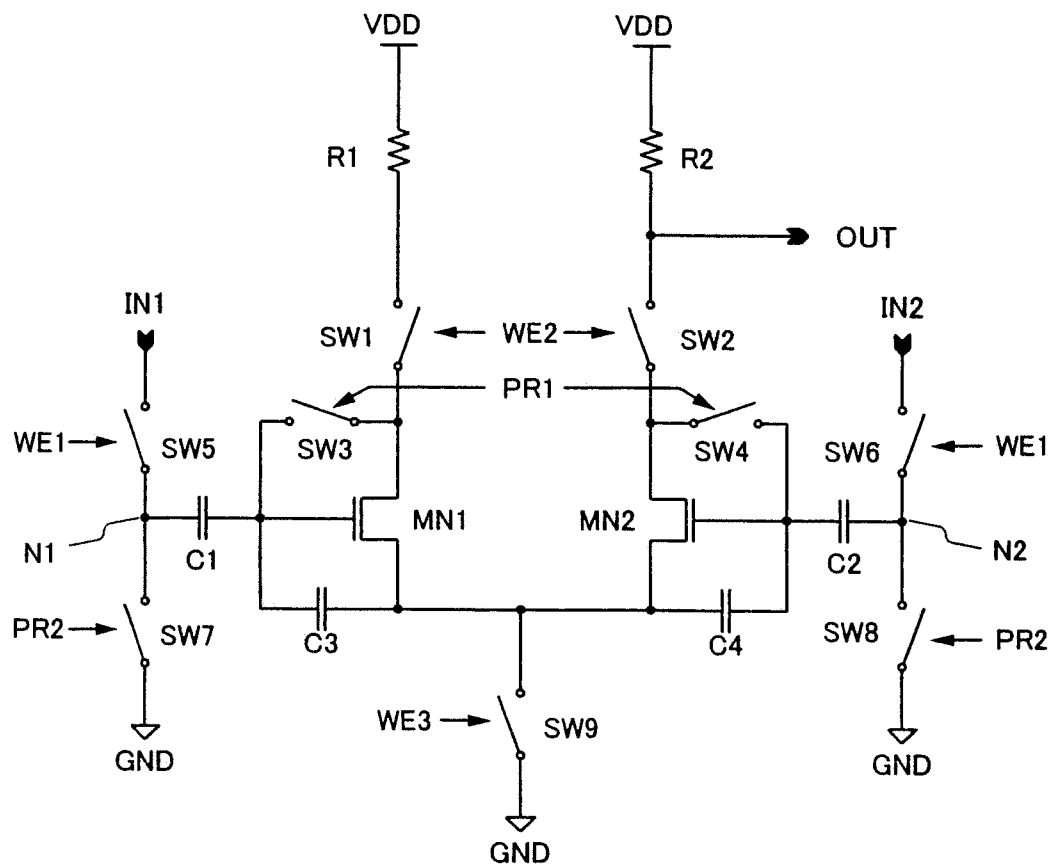 VDD
VDD
R1
R2
OUT
IN1
IN2
SW1
WE2
SW2
PR1
WE1
SW5
SW3
SW4
SW6
WE1
MN1
MN2
N1
C1
C2
N2
PR2
SW7
C3
C4
SW8
PR2
WE3
SW9
GND
GND
GND